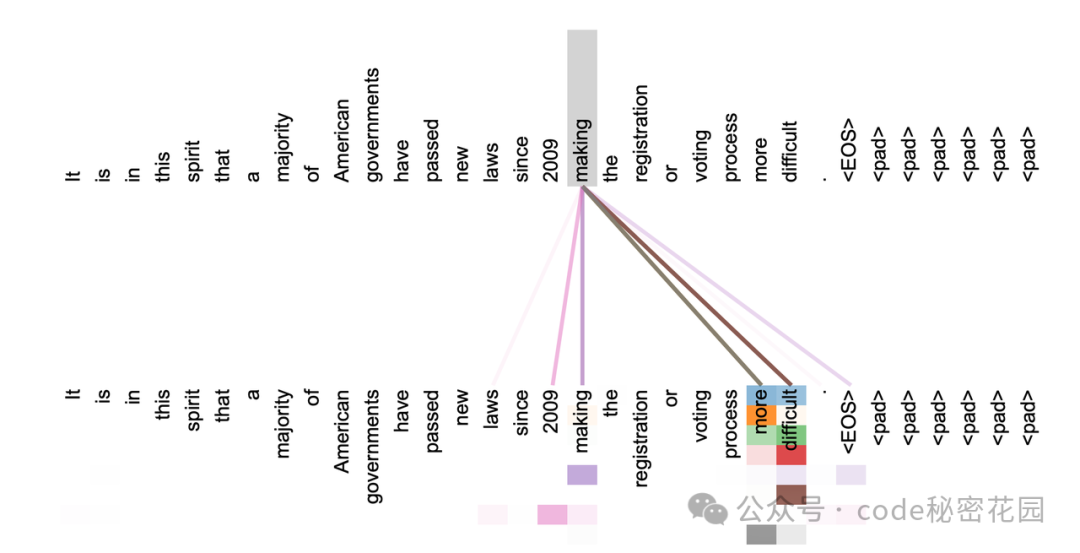 It is in this spirit that a majority of American governments have passed new laws since 2009 making the registration or voting process more difficult . <EOS> <pad> <pad> <pad> <pad> <pad> <pad>
It is in this spirit that a majority of American governments have passed new laws since 2009 making the registration or voting process more difficult . <EOS> <pad> <pad> <pad> <pad> <pad> <pad>
公众号 · code秘密花园